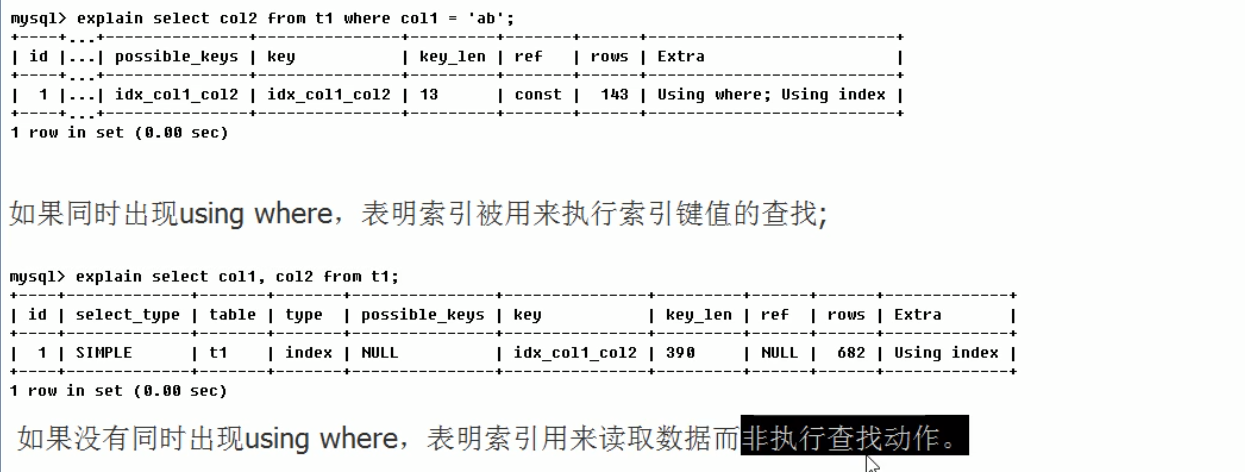 mysql> explain select col2 from t1 where col1 = 'ab';
+----+...+---------------+---------------+---------+-------+------+--------------------------+
| id |...| possible_keys | key           | key_len | ref   | rows | Extra                    |
+----+...+---------------+---------------+---------+-------+------+--------------------------+
|  1 |...| idx_col1_col2 | idx_col1_col2 | 13      | const |  143 | Using where; Using index |
+----+...+---------------+---------------+---------+-------+------+--------------------------+
1 row in set (0.00 sec)
如果同时出现using where，表明索引被用来执行索引键值的查找;
mysql> explain select col1, col2 from t1;
+----+-------------+-------+-------+---------------+---------------+---------+------+------+-------------+
| id | select_type | table | type  | possible_keys | key           | key_len | ref  | rows | Extra       |
+----+-------------+-------+-------+---------------+---------------+---------+------+------+-------------+
|  1 | SIMPLE      | t1    | index | NULL          | idx_col1_col2 | 390     | NULL |  682 | Using index |
+----+-------------+-------+-------+---------------+---------------+---------+------+------+-------------+
1 row in set (0.00 sec)
如果没有同时出现using where，表明索引用来读取数据而非执行查找动作。